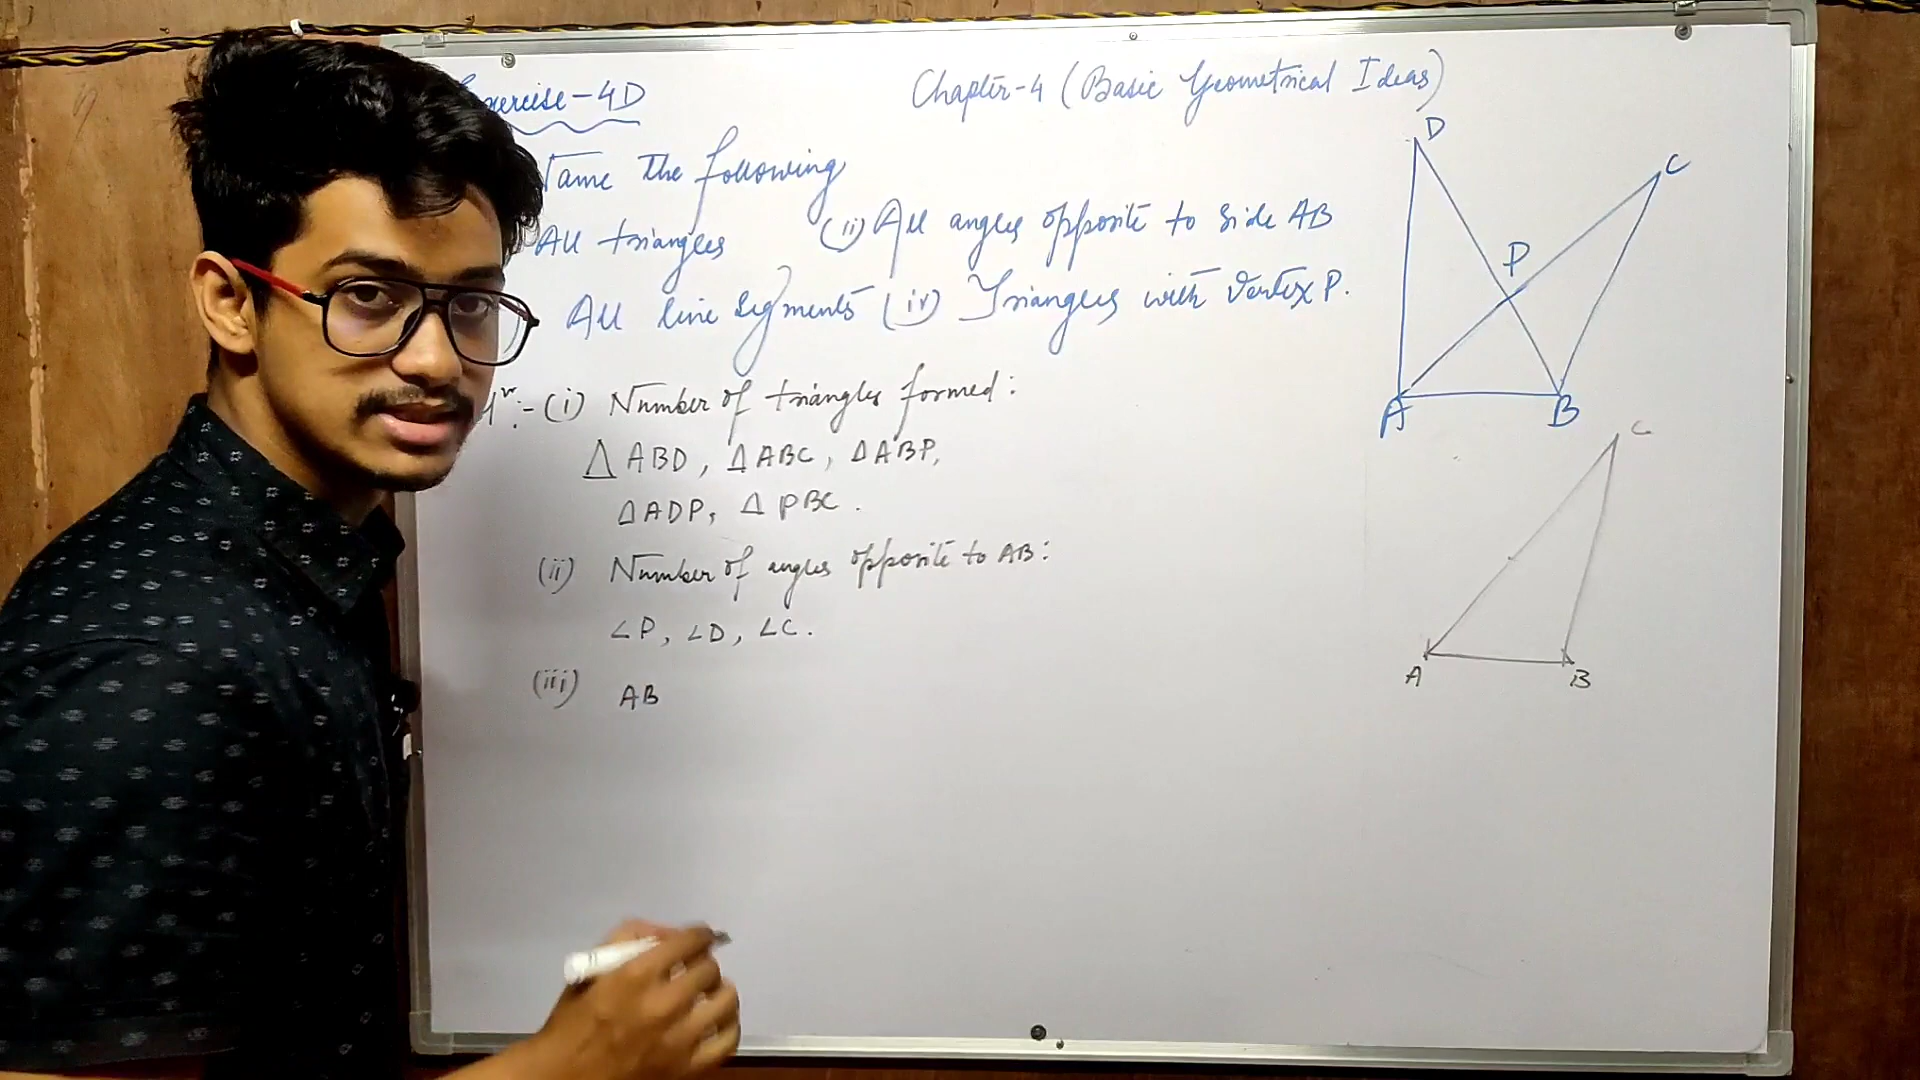 Exercise-4D
Chapter-4 (Basic Geometrical Ideas)
Name the following
All triangles (ii) All angles opposite to side AB
All line segments (iv) Triangles with vertex P.
(i) Number of triangles formed:
Δ ABD, Δ ABC, Δ ABP,
Δ ADP, Δ PBC.
(ii) Number of angles opposite to AB:
∠P, ∠D, ∠C.
(iii) AB
D
C
P
A B
C
A B